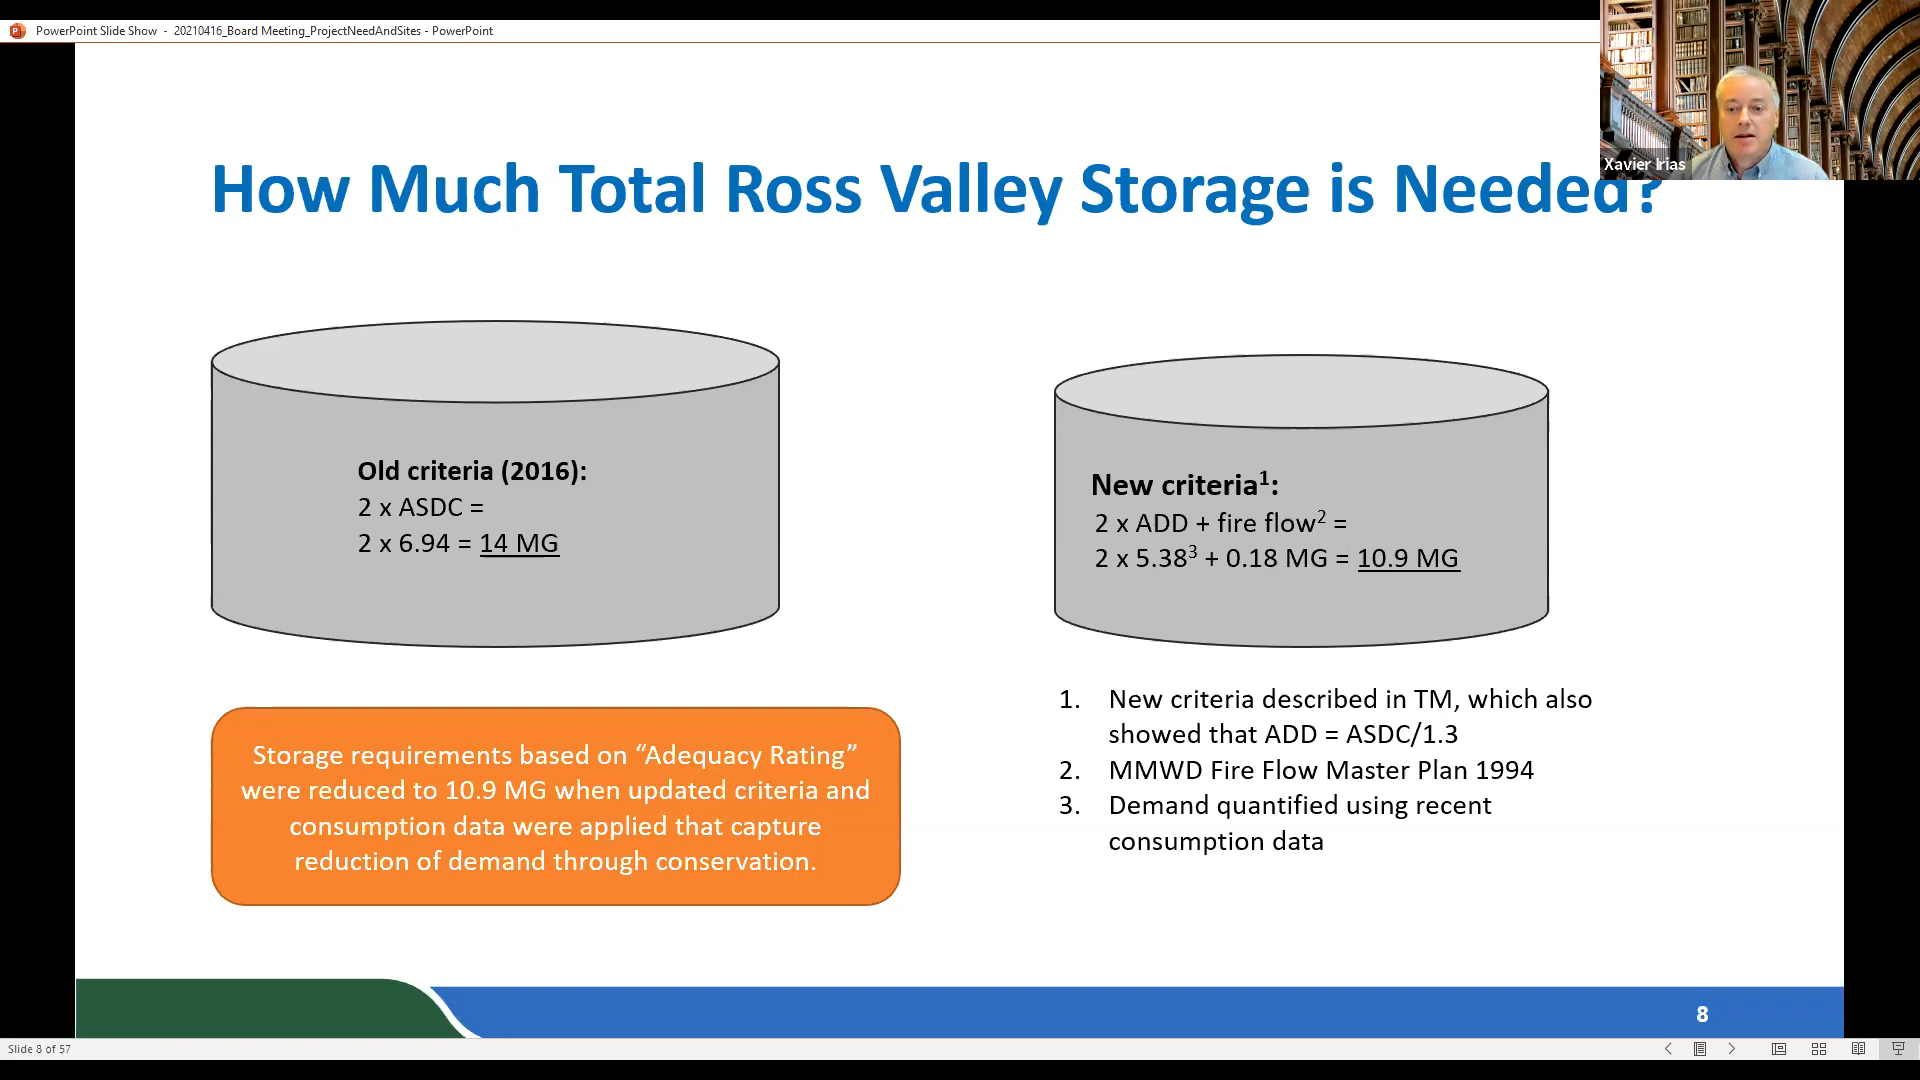 PowerPoint Slide Show - 20210416_Board Meeting_ProjectNeedAndSites - PowerPoint
Xavier Irias
How Much Total Ross Valley Storage is Needed?
Old criteria (2016):
2 x ASDC =
2 x 6.94 = 14 MG
New criteria¹:
2 x ADD + fire flow² =
2 x 5.38³ + 0.18 MG = 10.9 MG
Storage requirements based on “Adequacy Rating”
were reduced to 10.9 MG when updated criteria and
consumption data were applied that capture
reduction of demand through conservation.
1. New criteria described in TM, which also
showed that ADD = ASDC/1.3
2. MMWD Fire Flow Master Plan 1994
3. Demand quantified using recent
consumption data
8
Slide 8 of 57